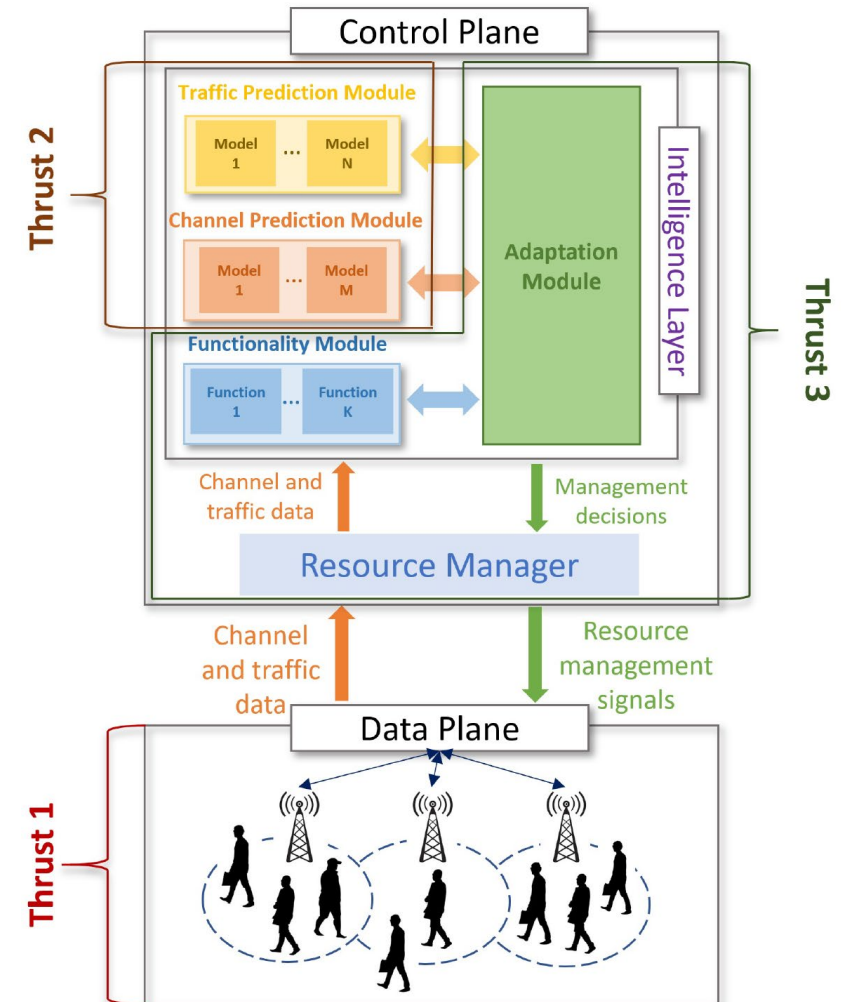 Control Plane
Traffic Prediction Module
Model
1
...
Model
N
Thrust 2
Channel Prediction Module
Model
1
...
Model
M
Adaptation
Module
Intelligence Layer
Functionality Module
Function
1
...
Function
K
Thrust 3
Channel and
traffic data
Management
decisions
Resource Manager
Channel
and traffic
data
Resource
management
signals
Data Plane
Thrust 1